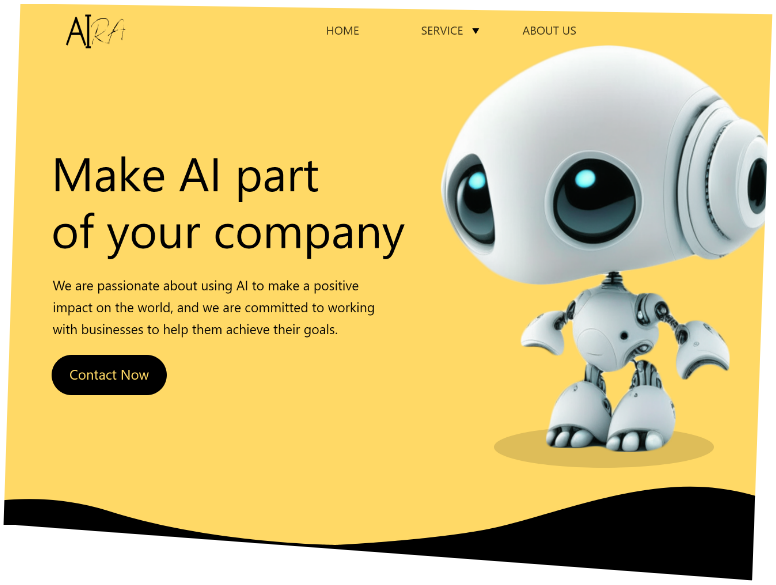 AIRA
HOME SERVICE ▼ ABOUT US
Make AI part
of your company
We are passionate about using AI to make a positive
impact on the world, and we are committed to working
with businesses to help them achieve their goals.
Contact Now